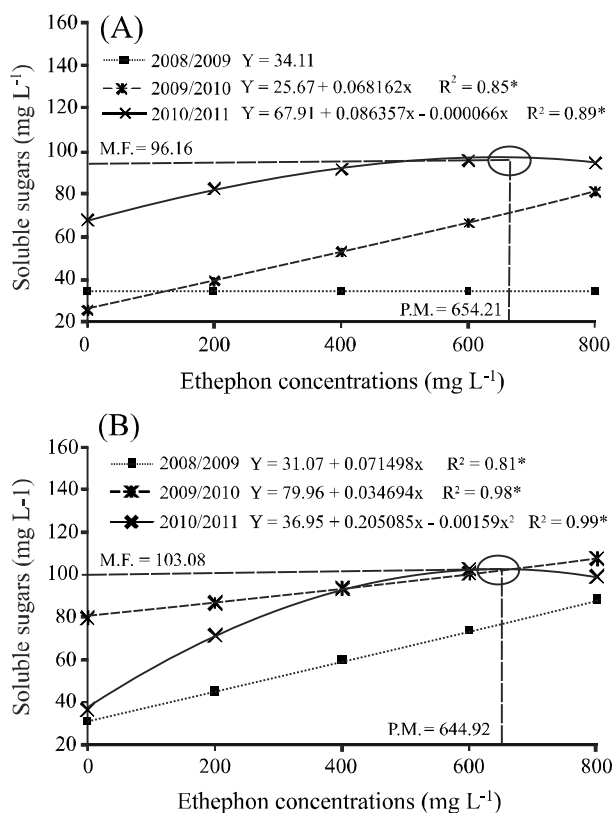 (A)
160
140
120
100
80
60
40
20
Soluble sugars (mg L⁻¹)
2008/2009 Y = 34.11
2009/2010 Y = 25.67 + 0.068162x R² = 0.85*
2010/2011 Y = 67.91 + 0.086357x − 0.000066x R² = 0.89*
M.F. = 96.16
P.M. = 654.21
0 200 400 600 800
Ethephon concentrations (mg L⁻¹)
(B)
160
140
120
100
80
60
40
20
Soluble sugars (mg L-1)
2008/2009 Y = 31.07 + 0.071498x R² = 0.81*
2009/2010 Y = 79.96 + 0.034694x R² = 0.98*
2010/2011 Y = 36.95 + 0.205085x − 0.00159x² R² = 0.99*
M.F. = 103.08
P.M. = 644.92
0 200 400 600 800
Ethephon concentrations (mg L⁻¹)